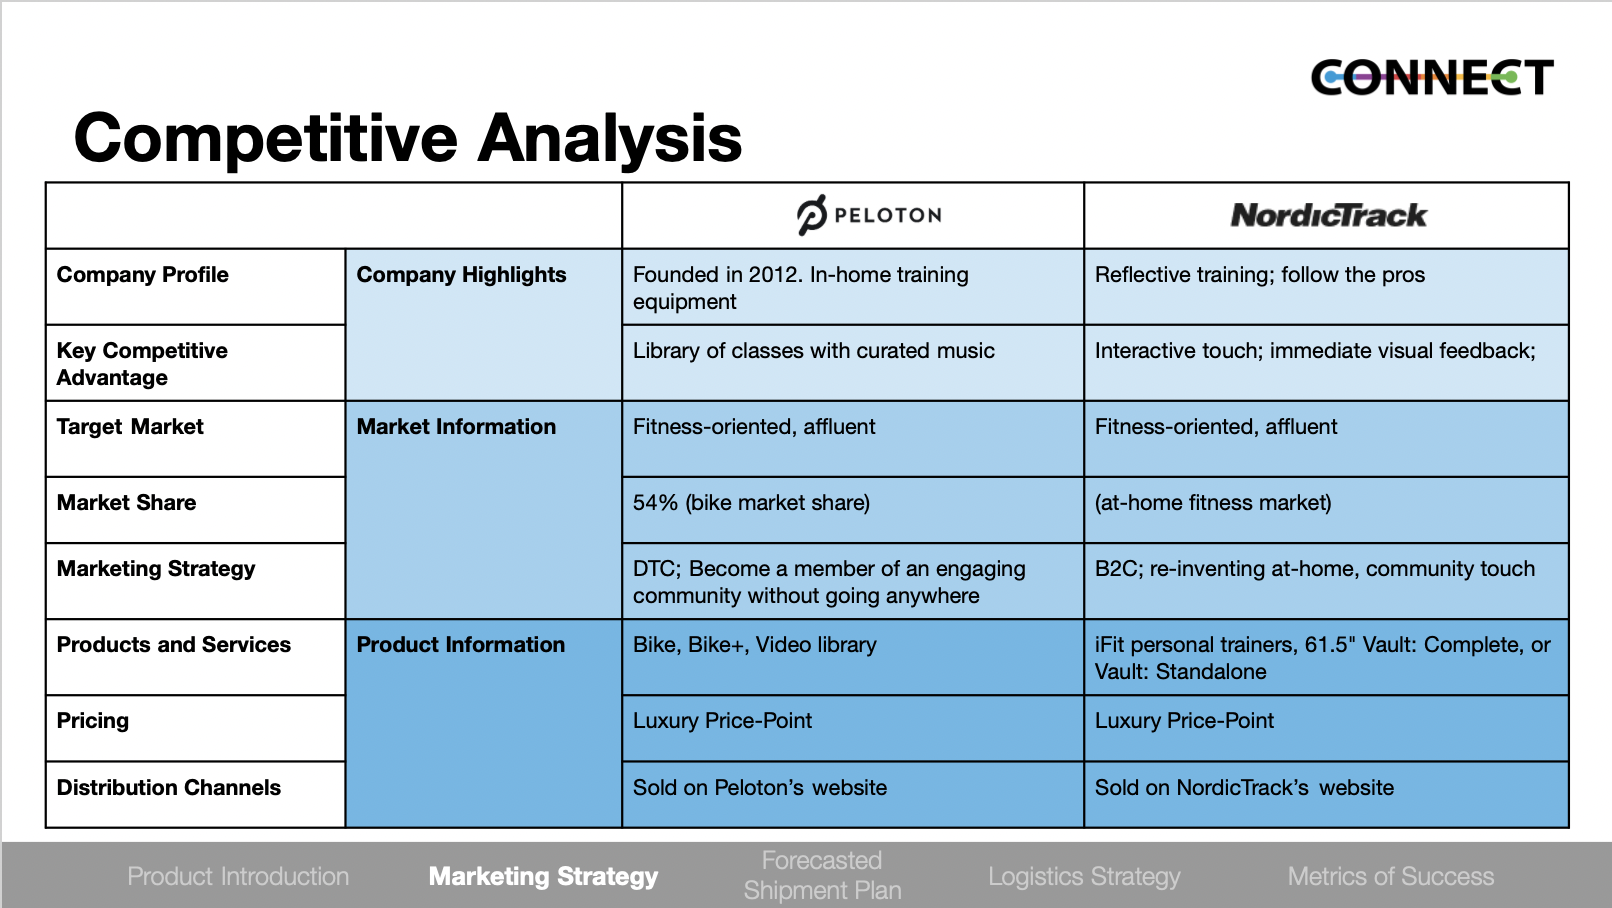 CONNECT
Competitive Analysis
PELOTON
NordicTrack
Company Profile
Company Highlights
Founded in 2012. In-home training
equipment
Reflective training; follow the pros
Key Competitive
Advantage
Library of classes with curated music
Interactive touch; immediate visual feedback;
Target Market
Market Information
Fitness-oriented, affluent
Fitness-oriented, affluent
Market Share
54% (bike market share)
(at-home fitness market)
Marketing Strategy
DTC; Become a member of an engaging
community without going anywhere
B2C; re-inventing at-home, community touch
Products and Services
Product Information
Bike, Bike+, Video library
iFit personal trainers, 61.5" Vault: Complete, or
Vault: Standalone
Pricing
Luxury Price-Point
Luxury Price-Point
Distribution Channels
Sold on Peloton’s website
Sold on NordicTrack’s website
Product Introduction
Marketing Strategy
Forecasted
Shipment Plan
Logistics Strategy
Metrics of Success